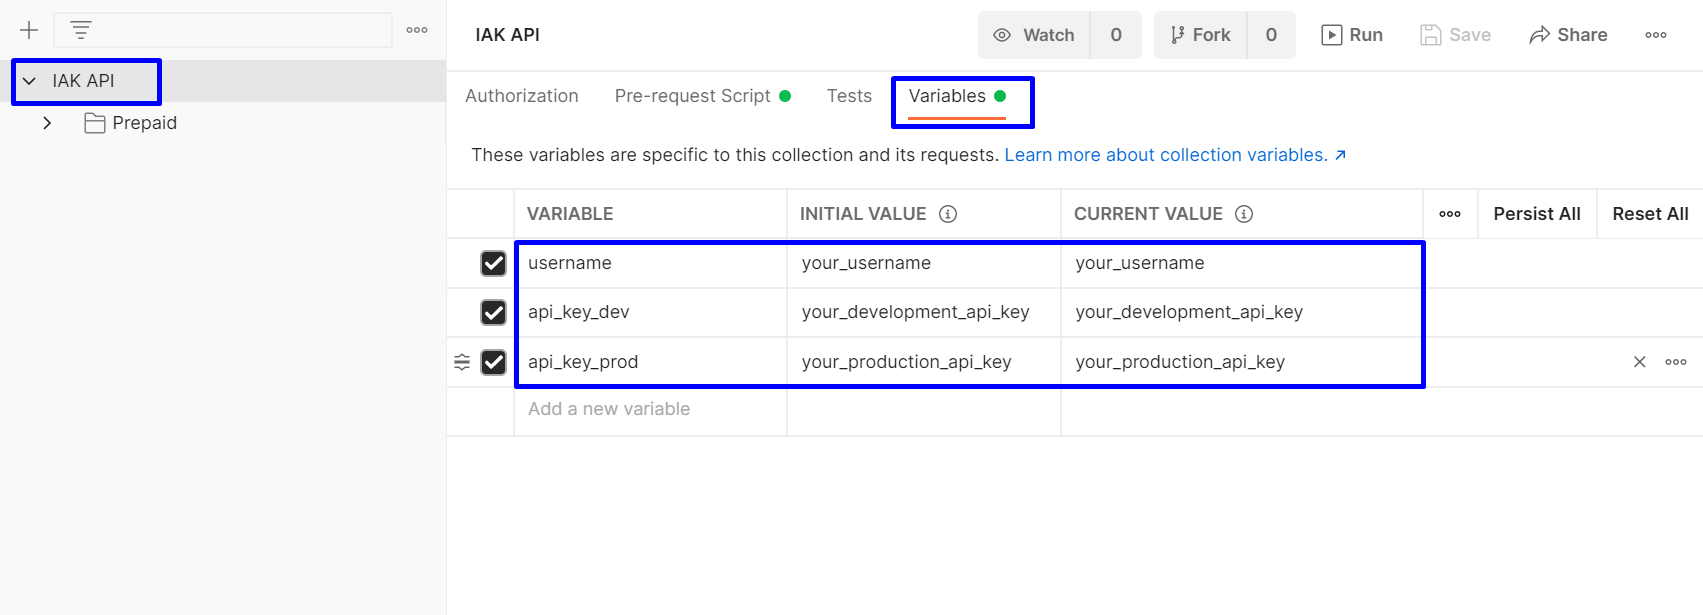 IAK API
Prepaid
IAK API
Watch 0 Fork 0 Run Save Share
Authorization Pre-request Script Tests Variables
These variables are specific to this collection and its requests. Learn more about collection variables. ↗
VARIABLE INITIAL VALUE CURRENT VALUE Persist All Reset All
username your_username your_username
api_key_dev your_development_api_key your_development_api_key
api_key_prod your_production_api_key your_production_api_key
Add a new variable